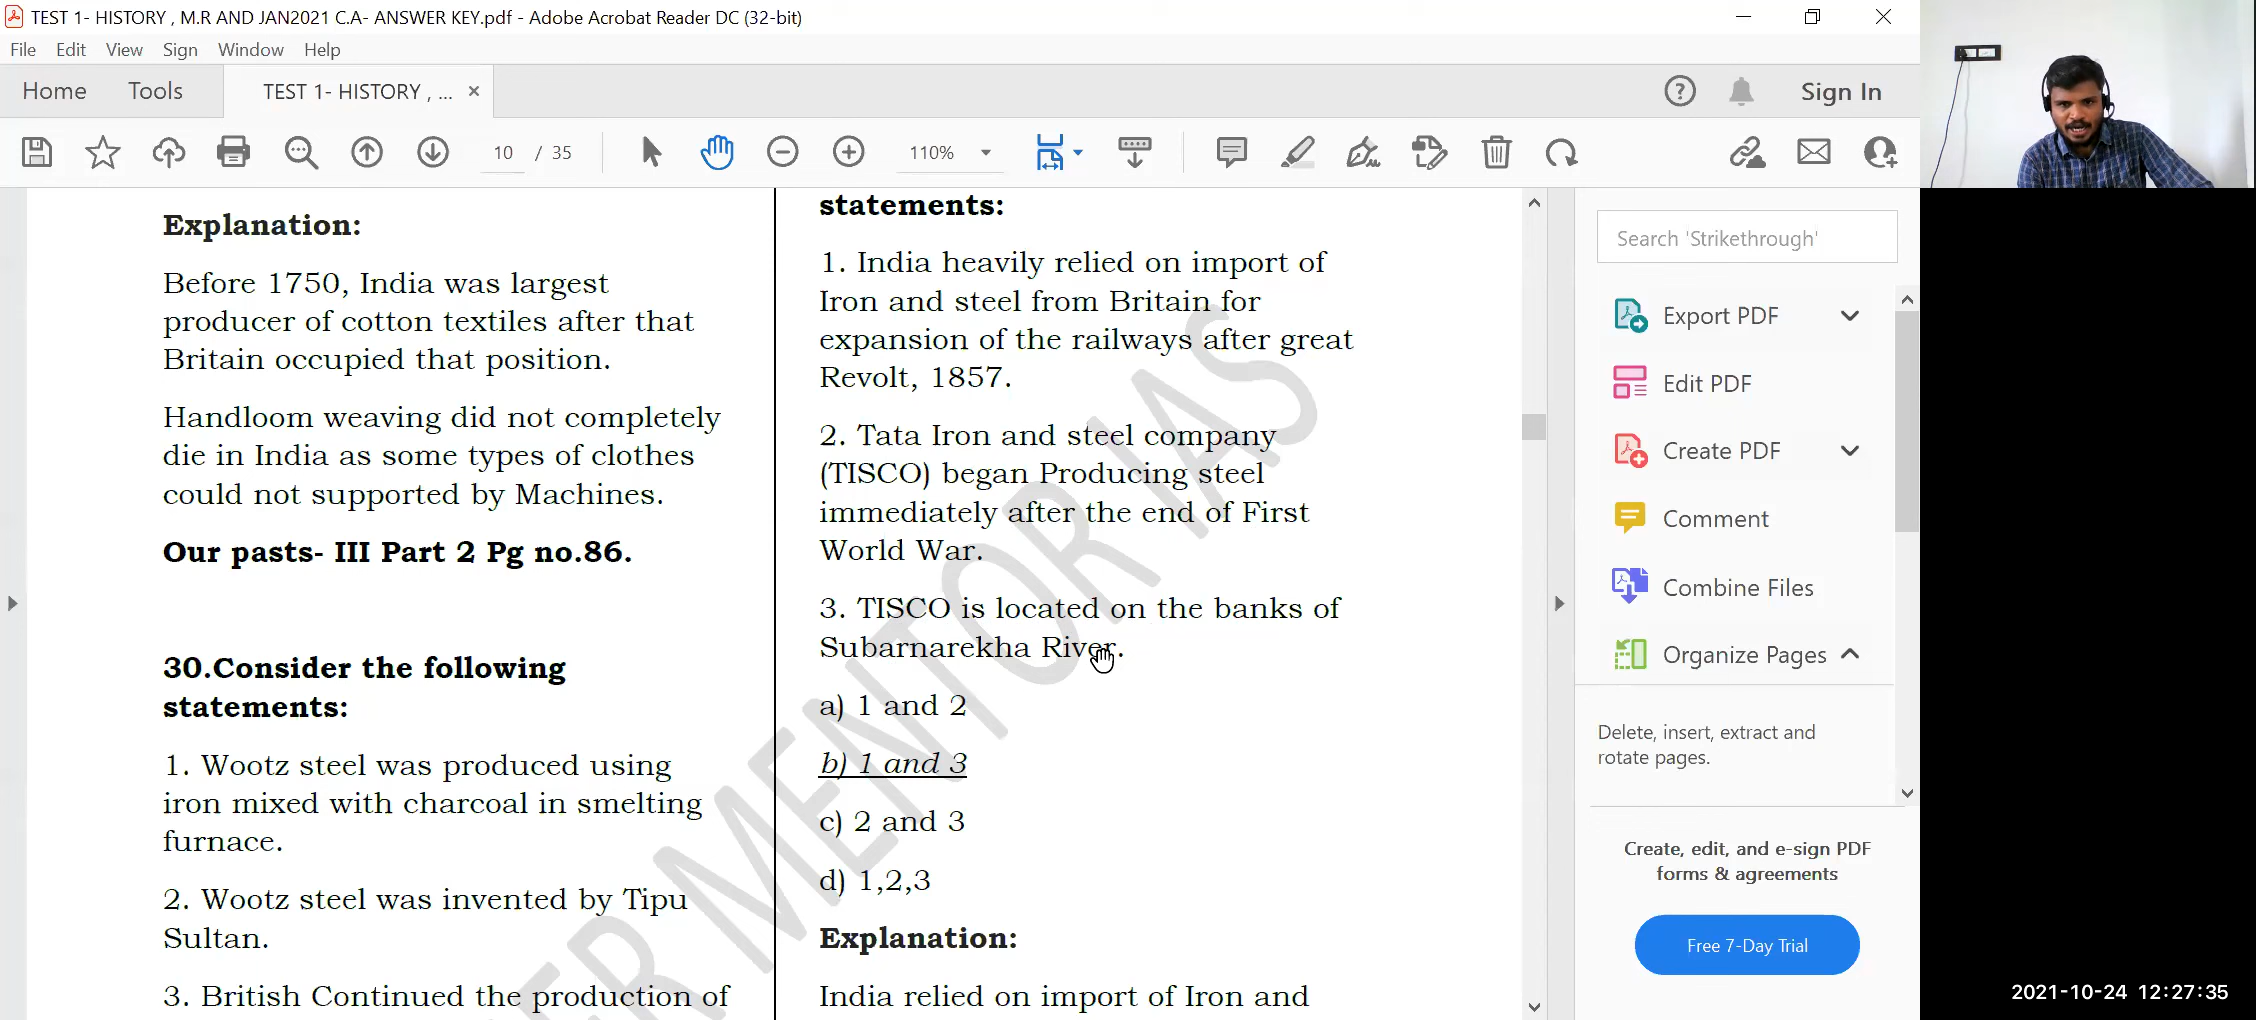 TEST 1- HISTORY , M.R AND JAN2021 C.A- ANSWER KEY.pdf - Adobe Acrobat Reader DC (32-bit)
File Edit View Sign Window Help
Home Tools TEST 1- HISTORY , ... ×
Sign In
10 / 35
110%
Explanation:
Before 1750, India was largest
producer of cotton textiles after that
Britain occupied that position.
Handloom weaving did not completely
die in India as some types of clothes
could not supported by Machines.
Our pasts- III Part 2 Pg no.86.
30.Consider the following
statements:
1. Wootz steel was produced using
iron mixed with charcoal in smelting
furnace.
2. Wootz steel was invented by Tipu
Sultan.
3. British Continued the production of
statements:
1. India heavily relied on import of
Iron and steel from Britain for
expansion of the railways after great
Revolt, 1857.
2. Tata Iron and steel company
(TISCO) began Producing steel
immediately after the end of First
World War.
3. TISCO is located on the banks of
Subarnarekha River.
a) 1 and 2
b) 1 and 3
c) 2 and 3
d) 1,2,3
Explanation:
India relied on import of Iron and
ER MENTOR IAS
Search 'Strikethrough'
Export PDF
Edit PDF
Create PDF
Comment
Combine Files
Organize Pages
Delete, insert, extract and
rotate pages.
Create, edit, and e-sign PDF
forms & agreements
Free 7-Day Trial
2021-10-24 12:27:35